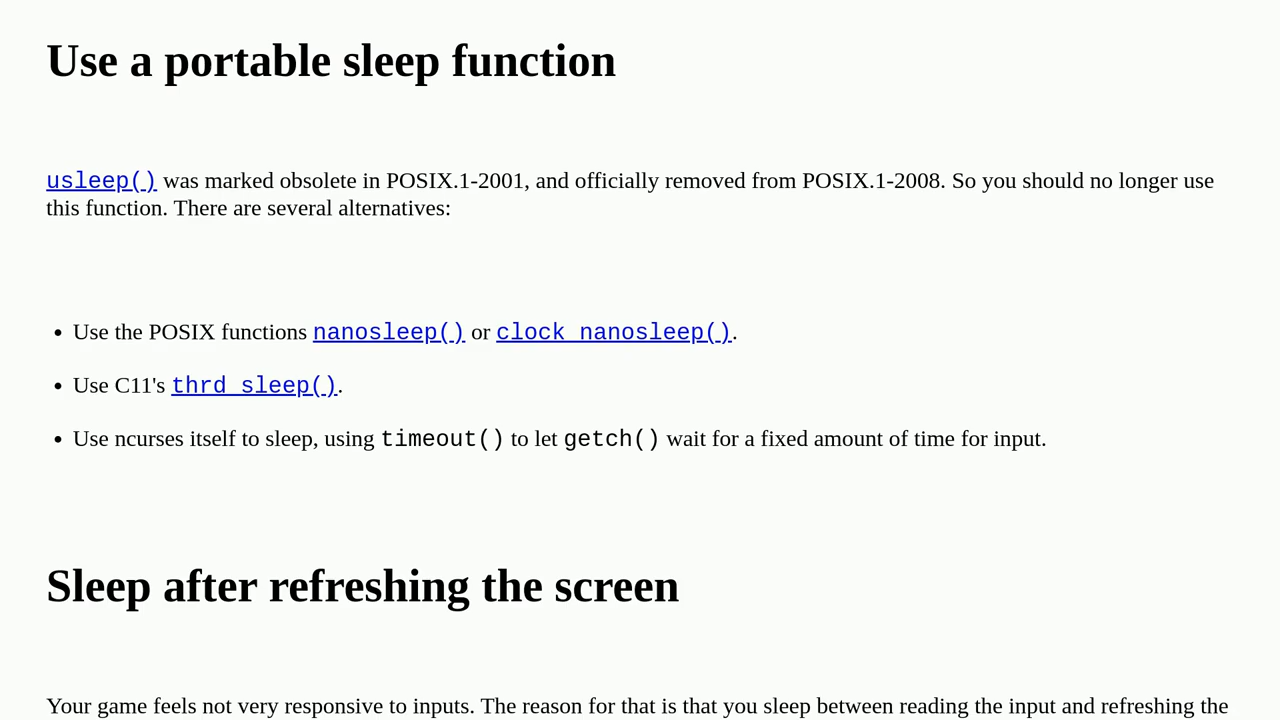 Use a portable sleep function
usleep() was marked obsolete in POSIX.1-2001, and officially removed from POSIX.1-2008. So you should no longer use
this function. There are several alternatives:
• Use the POSIX functions nanosleep() or clock_nanosleep().
• Use C11's thrd_sleep().
• Use ncurses itself to sleep, using timeout() to let getch() wait for a fixed amount of time for input.
Sleep after refreshing the screen
Your game feels not very responsive to inputs. The reason for that is that you sleep between reading the input and refreshing the